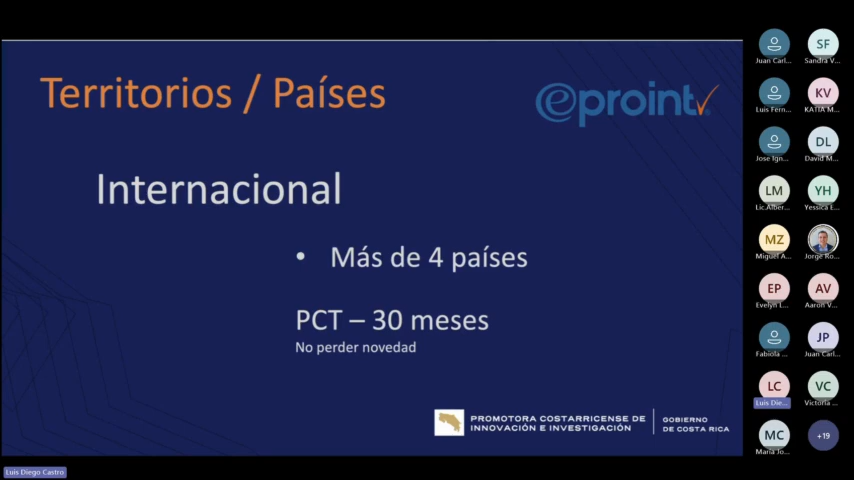 Territorios / Países
eproint
Internacional
• Más de 4 países
PCT – 30 meses
No perder novedad
PROMOTORA COSTARRICENSE DE
INNOVACIÓN E INVESTIGACIÓN
GOBIERNO
DE COSTA RICA
Luis Diego Castro
Juan Carl...
SF
Sandra V...
Luis Fern...
KV
KATIA M...
Jose Ign...
DL
David M...
LM
Lic.Alber...
YH
Yessica E...
MZ
Miguel A...
Jorge Ro...
EP
Evelyn L...
AV
Aaron V...
Fabiola ...
JP
Juan Carl...
LC
Luis Die...
VC
Victoria ...
MC
María Jo...
+19